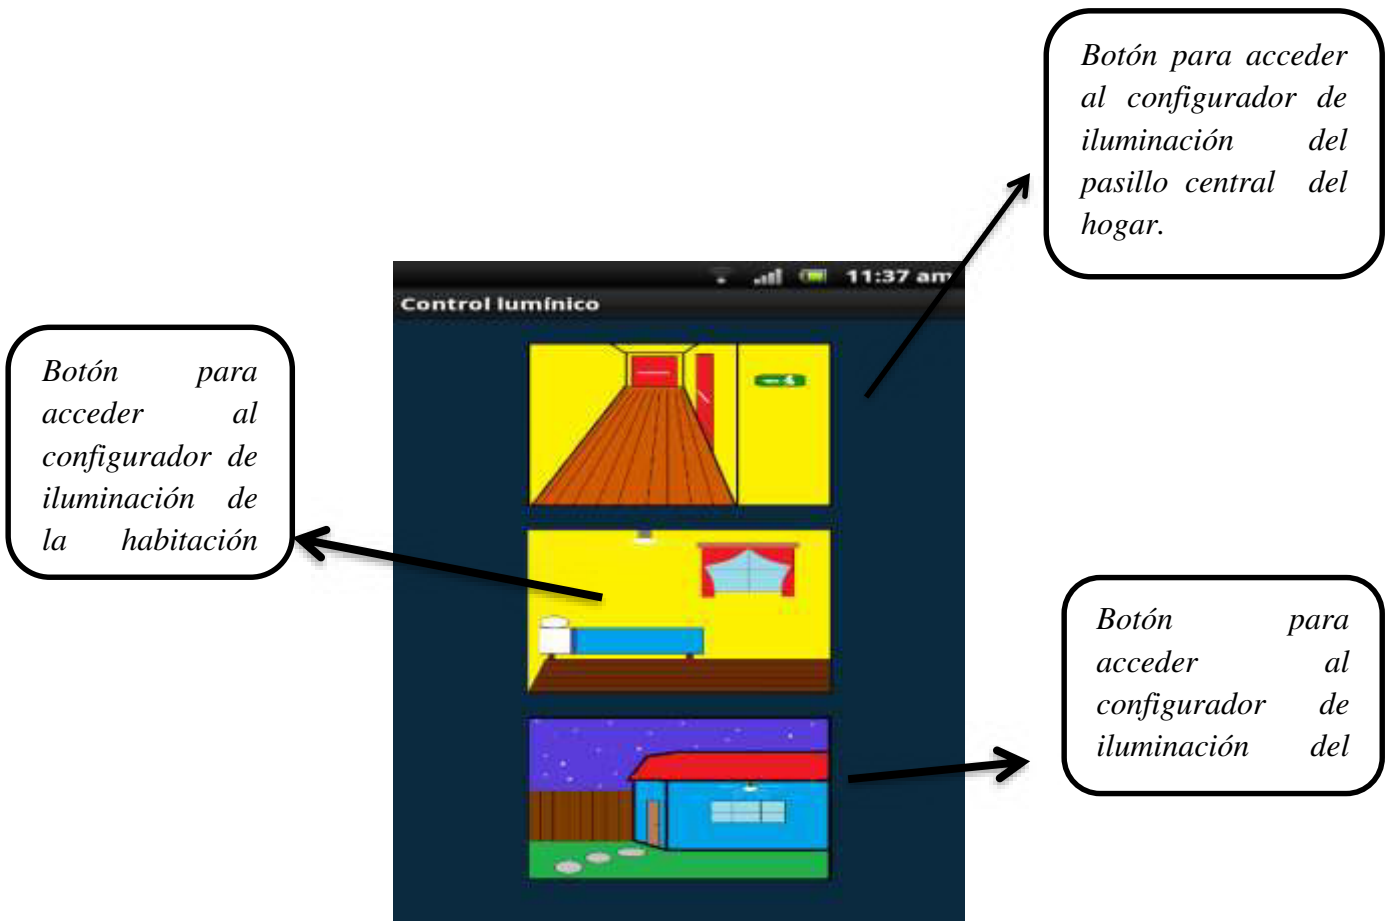 Botón para acceder
al configurador de
iluminación del
pasillo central del
hogar.
11:37 am
Control lumínico
Botón para
acceder al
configurador de
iluminación de
la habitación
Botón para
acceder al
configurador de
iluminación del